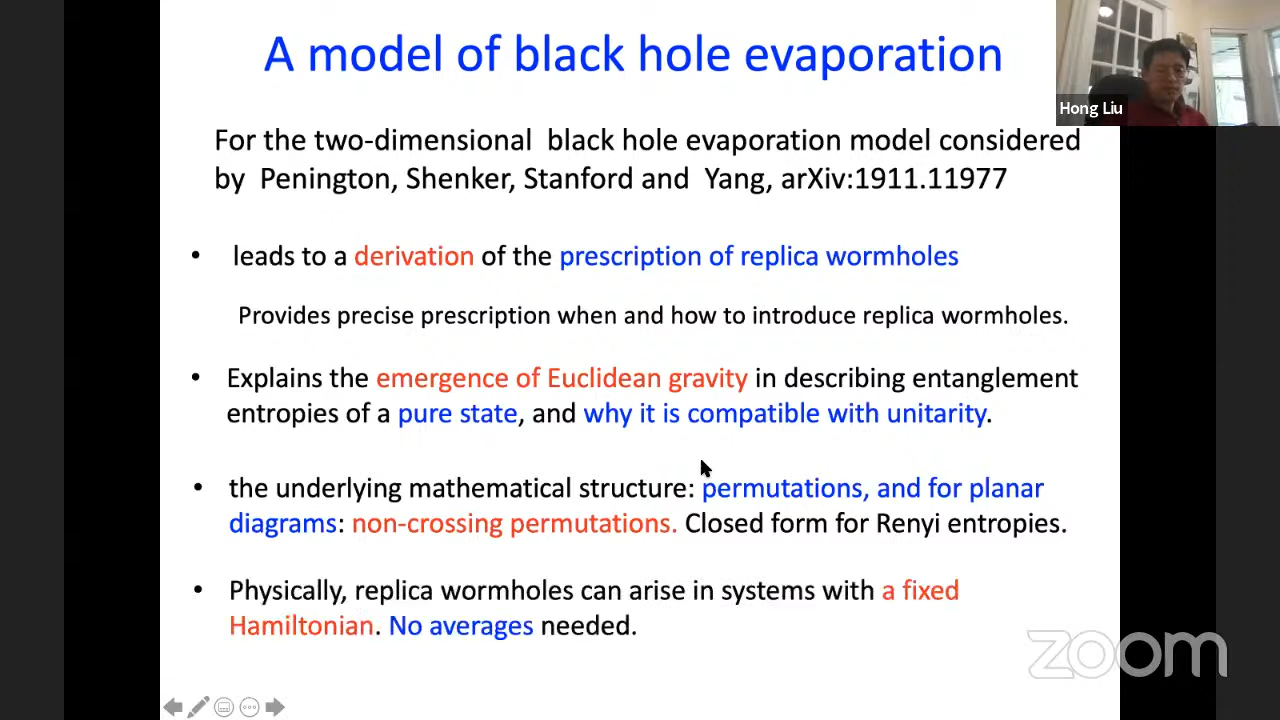 A model of black hole evaporation
Hong Liu
For the two-dimensional black hole evaporation model considered
by Penington, Shenker, Stanford and Yang, arXiv:1911.11977
• leads to a derivation of the prescription of replica wormholes
Provides precise prescription when and how to introduce replica wormholes.
• Explains the emergence of Euclidean gravity in describing entanglement
entropies of a pure state, and why it is compatible with unitarity.
• the underlying mathematical structure: permutations, and for planar
diagrams: non-crossing permutations. Closed form for Renyi entropies.
• Physically, replica wormholes can arise in systems with a fixed
Hamiltonian. No averages needed.
zoom